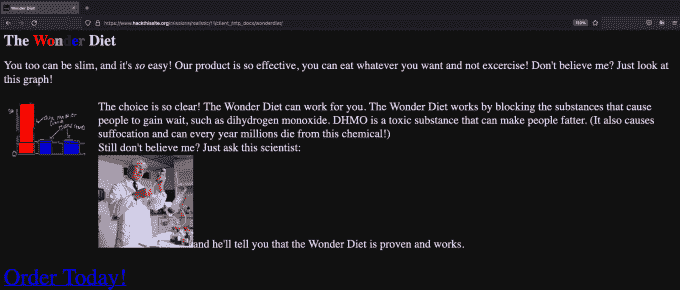 https://www.hackthissite.org/missions/realistic/11/client_http_docs/wonderdiet/
The Wonder Diet
You too can be slim, and it's so easy! Our product is so effective, you can eat whatever you want and not excercise! Don't believe me? Just look at
this graph!
The choice is so clear! The Wonder Diet can work for you. The Wonder Diet works by blocking the substances that cause
people to gain wait, such as dihydrogen monoxide. DHMO is a toxic substance that can make people fatter. (It also causes
suffocation and can every year millions die from this chemical!)
Still don't believe me? Just ask this scientist:
and he'll tell you that the Wonder Diet is proven and works.
Order Today!